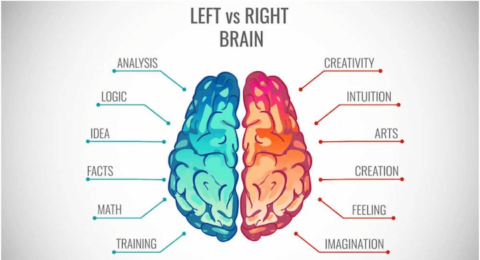 LEFT vs RIGHT
BRAIN
ANALYSIS
CREATIVITY
LOGIC
INTUITION
IDEA
ARTS
FACTS
CREATION
MATH
FEELING
TRAINING
IMAGINATION